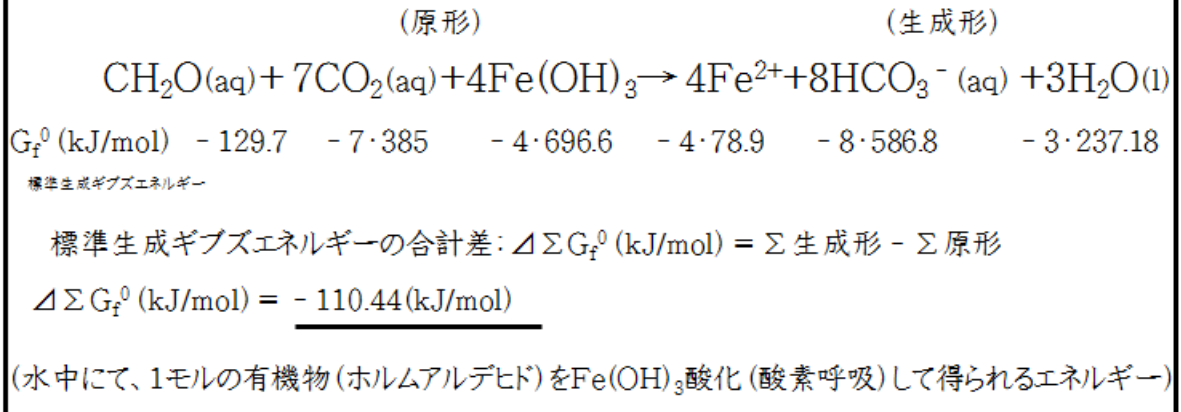 (原形) (生成形)
CH₂O(aq)+ 7CO₂(aq)+4Fe(OH)₃→ 4Fe²⁺+8HCO₃⁻ (aq) +3H₂O(l)
G_f⁰ (kJ/mol) −129.7 −7·385 −4·696.6 −4·78.9 −8·586.8 −3·237.18
標準生成ギブズエネルギー
標準生成ギブズエネルギーの合計差: ⊿ΣG_f⁰ (kJ/mol) = Σ生成形−Σ原形
⊿ΣG_f⁰ (kJ/mol) = −110.44(kJ/mol)
(水中にて、1モルの有機物(ホルムアルデヒド)をFe(OH)₃酸化(酸素呼吸)して得られるエネルギー)